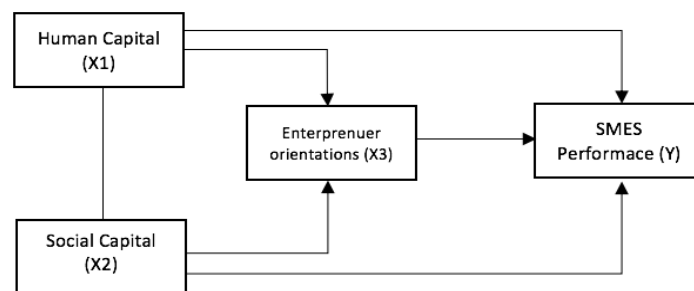 Human Capital
(X1)
Enterprenuer
orientations (X3)
SMES
Performace (Y)
Social Capital
(X2)